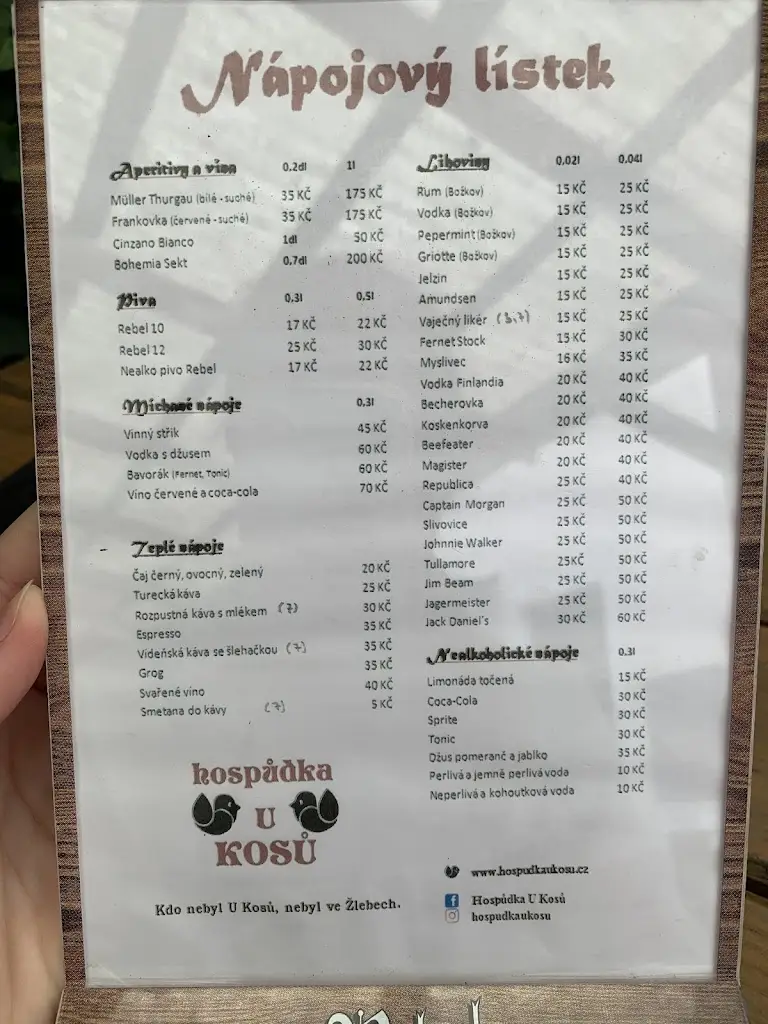 Nápojový lístek
Aperitivy a vína 0,2dl 1l
Müller Thurgau (bílé - suché) 35 KČ 175 KČ
Frankovka (červené - suché) 35 KČ 175 KČ
Cinzano Bianco 1dl 50 KČ
Bohemia Sekt 0,7dl 200 KČ
Piva 0,3l 0,5l
Rebel 10 17 KČ 22 KČ
Rebel 12 25 KČ 30 KČ
Nealko pivo Rebel 17 KČ 22 KČ
Míchané nápoje 0,3l
Vinný střik 45 KČ
Vodka s džusem 60 KČ
Bavorák (Fernet, Tonic) 60 KČ
Víno červené a coca-cola 70 KČ
Teplé nápoje
Čaj černý, ovocný, zelený 20 KČ
Turecká káva 25 KČ
Rozpustná káva s mlékem (7) 30 KČ
Espresso 35 KČ
Vídeňská káva se šlehačkou (7) 35 KČ
Grog 35 KČ
Svařené víno 40 KČ
Smetana do kávy (7) 5 KČ
Lihoviny 0,02l 0,04l
Rum (Božkov) 15 KČ 25 KČ
Vodka (Božkov) 15 KČ 25 KČ
Pepermint (Božkov) 15 KČ 25 KČ
Griotte (Božkov) 15 KČ 25 KČ
Jelzin 15 KČ 25 KČ
Amundsen 15 KČ 25 KČ
Vaječný likér (3,7) 15 KČ 25 KČ
Fernet Stock 15 KČ 30 KČ
Myslivec 16 KČ 35 KČ
Vodka Finlandia 20 KČ 40 KČ
Becherovka 20 KČ 40 KČ
Koskenkorva 20 KČ 40 KČ
Beefeater 20 KČ 40 KČ
Magister 20 KČ 40 KČ
Republica 25 KČ 40 KČ
Captain Morgan 25 KČ 50 KČ
Slivovice 25 KČ 50 KČ
Johnnie Walker 25 KČ 50 KČ
Tullamore 25KČ 50 KČ
Jim Beam 25 KČ 50 KČ
Jagermeister 25 KČ 50 KČ
Jack Daniel´s 30 KČ 60 KČ
Nealkoholické nápoje 0,3l
Limonáda točená 15 KČ
Coca-Cola 30 KČ
Sprite 30 KČ
Tonic 30 KČ
Džus pomeranč a jablko 35 KČ
Perlivá a jemně perlivá voda 10 KČ
Neperlivá a kohoutková voda 10 KČ
hospůdka
U
KOSŮ
Kdo nebyl U Kosů, nebyl ve Žlebech.
www.hospudkaukosu.cz
Hospůdka U Kosů
hospudkaukosu